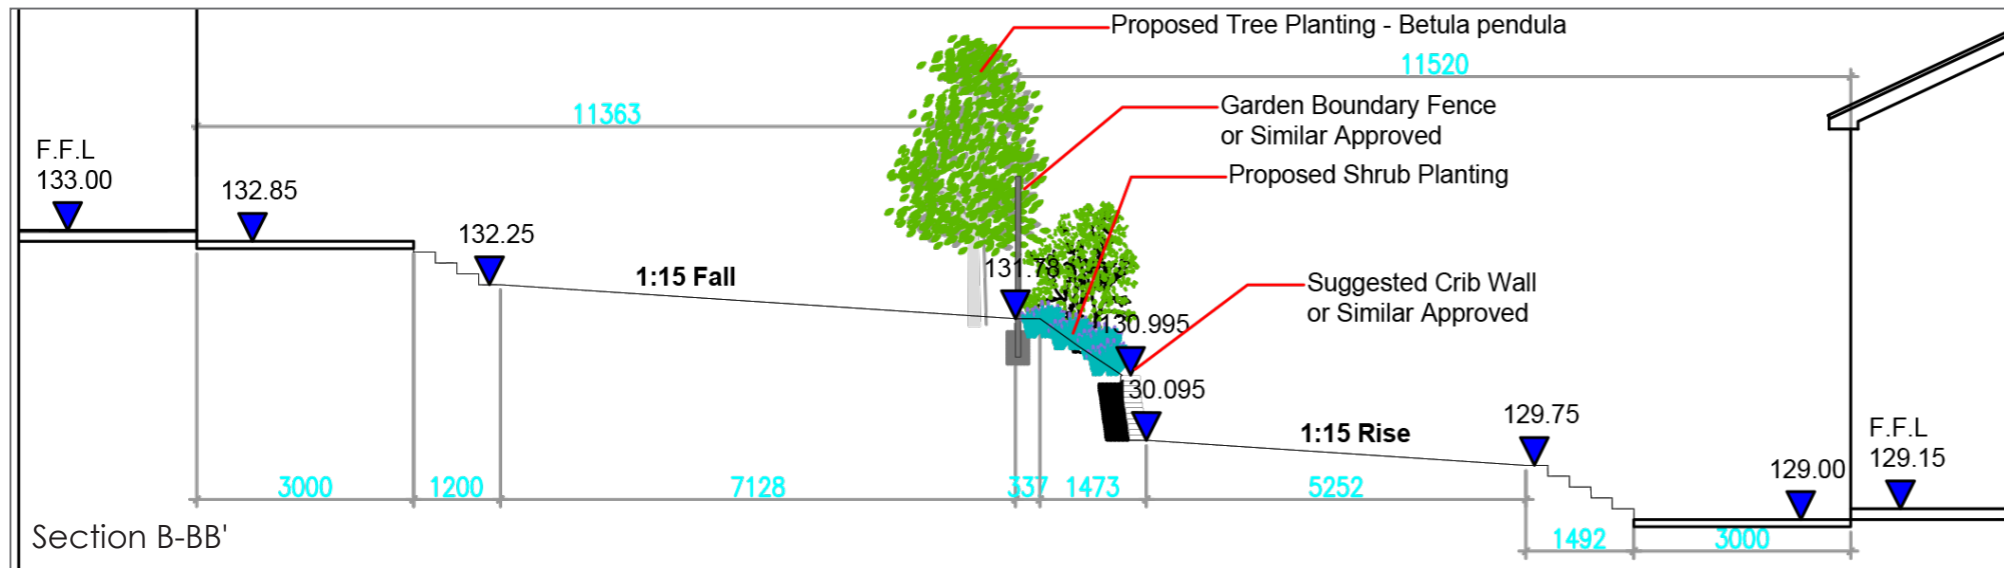 Proposed Tree Planting - Betula pendula
11520
11363
Garden Boundary Fence
or Similar Approved
F.F.L
133.00
132.85
Proposed Shrub Planting
132.25
1:15 Fall
131.78
Suggested Crib Wall
or Similar Approved
130.995
30.095
129.75
1:15 Rise
F.F.L
129.15
129.00
3000
1200
7128
337
1473
5252
1492
3000
Section B-BB'